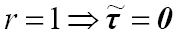 r = 1 ⇒ τ̃ = 0